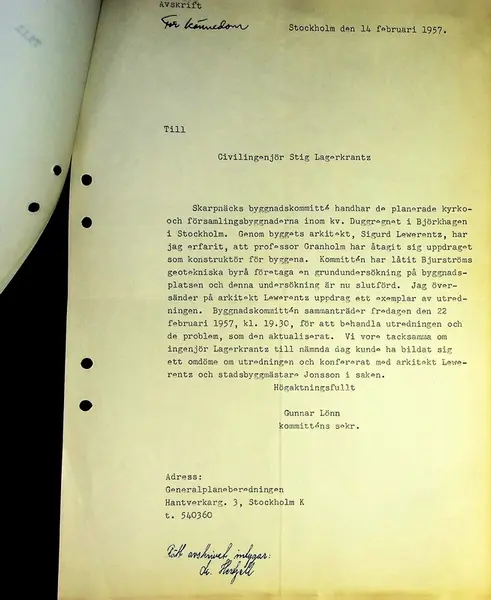 Avskrift
För kännedom
Stockholm den 14 februari 1957.
Till
Civilingenjör Stig Lagerkrantz
Skarpnäcks byggnadskommitté handhar de planerade kyrko-
och församlingsbyggnaderna inom kv. Duggregnet i Björkhagen
i Stockholm. Genom byggets arkitekt, Sigurd Lewerentz, har
jag erfarit, att professor Granholm har åtagit sig uppdraget
som konstruktör för byggena. Kommittén har låtit Bjurströms
geotekniska byrå företaga en grundundersökning på byggnads-
platsen och denna undersökning är nu slutförd. Jag över-
sänder på arkitekt Lewerentz uppdrag ett exemplar av utred-
ningen. Byggnadskommittén sammanträder fredagen den 22
februari 1957, kl. 19.30, för att behandla utredningen och
de problem, som den aktualiserat. Vi vore tacksamma om
ingenjör Lagerkrantz till nämnda dag kunde ha bildat sig
ett omdöme om utredningen och konfererat med arkitekt Lewe-
rentz och stadsbyggmästare Jonsson i saken.
Högaktningsfullt
Gunnar Lönn
kommitténs sekr.
Adress:
Generalplaneberedningen
Hantverkarg. 3, Stockholm K
t. 540360
Rätt avskrivet intygar: